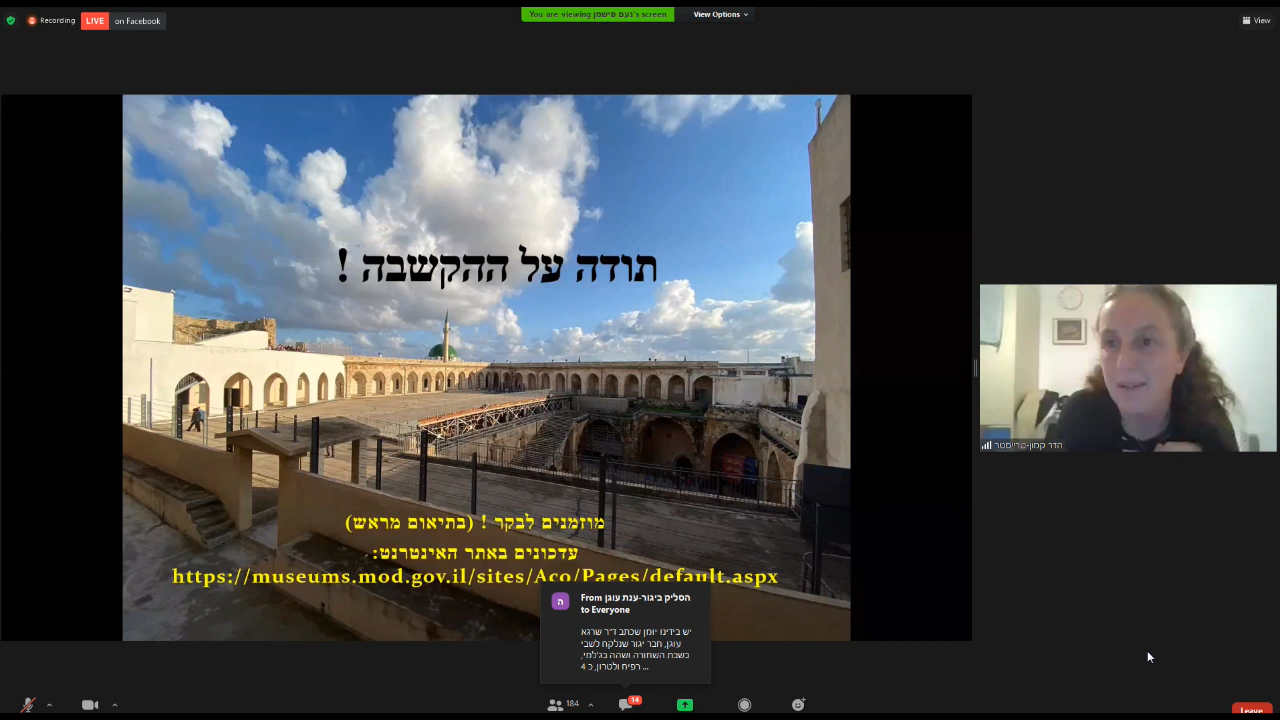 Recording
LIVE on Facebook
You are viewing נעם פישמן's screen
View Options
View
תודה על ההקשבה !
מוזמנים לבקר ! (בתיאום מראש)
עדכונים באתר האינטרנט:
https://museums.mod.gov.il/sites/Aco/Pages/default.aspx
הדר קמון-טרייסטר
ה
From הסליק ביגור-ענת עוגן
to Everyone
יש בידינו יומן שכתב ד"ר שרגא
עוגן, חבר יגור שנלקח לשבי
בשבת השחורה ושהה בג'למי,
רפיח ולטרון, כ 4 ...
184
14
Leave